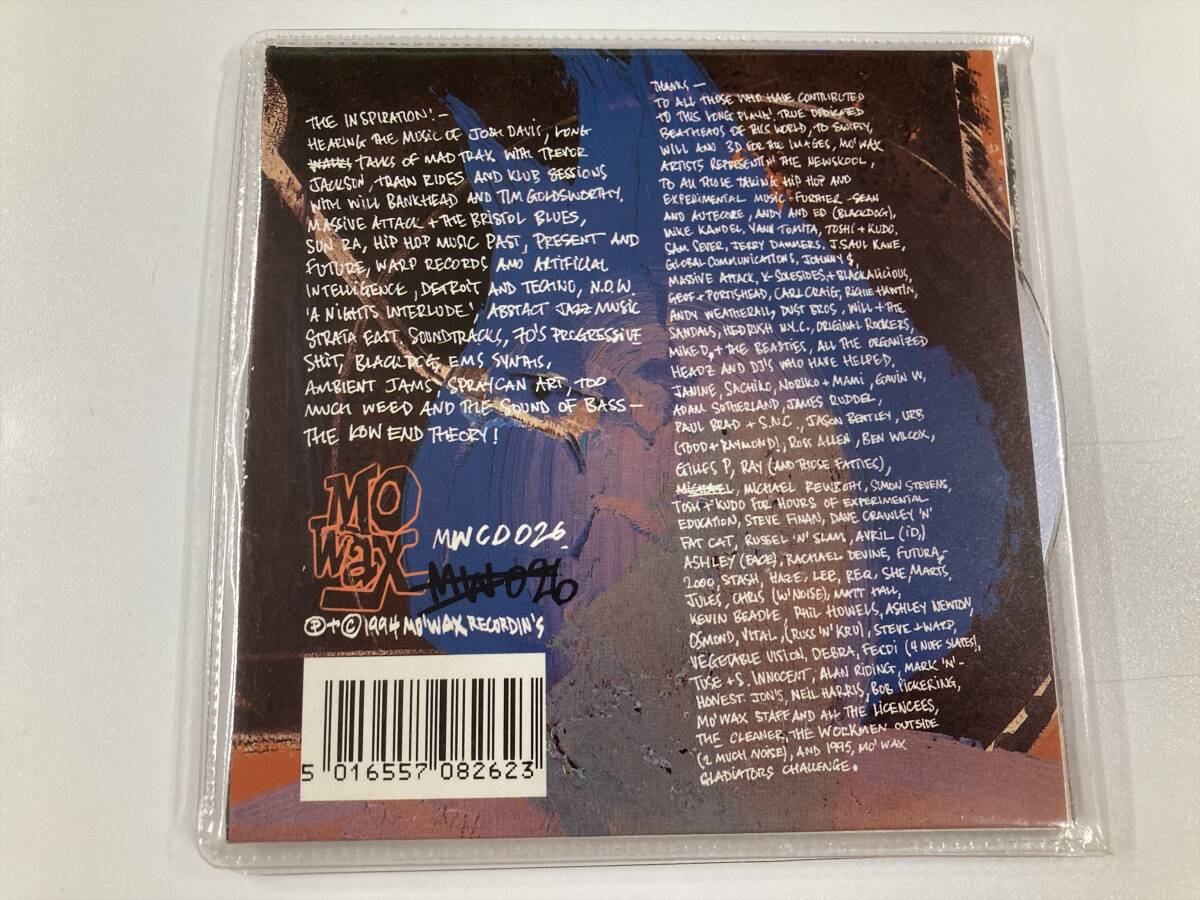 THE INSPIRATION! –
HEARING THE MUSIC OF JOSH DAVIS, LONG
TALKS OF MAD TRAX WITH TREVOR
JACKSON, TRAIN RIDES AND KLUB SESSIONS
WITH WILL BANKHEAD AND TIM GOLDSWORTHY,
MASSIVE ATTACK + THE BRISTOL BLUES,
SUN RA, HIP HOP MUSIC PAST, PRESENT AND
FUTURE, WARP RECORDS AND ARTIFICIAL
INTELLIGENCE, DETROIT AND TECHNO, N.O.W.
'A NIGHTS INTERLUDE', ABSTACT JAZZ MUSIC
STRATA EAST SOUNDTRACKS, 70'S PROGRESSIVE
SHIT, BLACKDOG, EMS SYNTHS,
AMBIENT JAMS SPRAYCAN ART, TOO
MUCH WEED AND THE SOUND OF BASS –
THE LOW END THEORY!
MO
WAX
MWCD026
MW026
Ⓟ+© 1994 MO'WAX RECORDIN'S
5 016557 082623
THANKS –
TO ALL THOSE WHO HAVE CONTRIBUTED
TO THIS LONG PLAYA! TRUE DEDICATED
BEATHEADS OF THIS WORLD, TO SWIFTY,
WILL AND 3D FOR THE IMAGES, MO'WAX
ARTISTS REPRESENTIN' THE NEWSKOOL,
TO ALL THOSE TAKING HIP HOP AND
EXPERIMENTAL MUSIC-FURTHER-SEAN
AND AUTECORE, ANDY AND ED (BLACKDOG),
MIKE KANDEL, YANN TOMITA, TOSHI + KUDO,
SAM SEVER, JERRY DAMMERS, J.SAUL KANE,
GLOBAL COMMUNICATIONS, JOHNNY $,
MASSIVE ATTACK, X-SOLESIDES + BLACKALICIOUS,
GEOF + PORTISHEAD, CARL CRAIG, RICHIE HAWTIN,
ANDY WEATHERALL, DUST BROS, WILL + THE
SANDALS, HEDRUSH N.Y.C., ORIGINAL ROCKERS,
MIKE D, + THE BEASTIES, ALL THE ORGANIZED
HEADZ AND DJ'S WHO HAVE HELPED,
JANINE, SACHIKO, NORIKO + MAMI, GAVIN W,
ADAM SUTHERLAND, JAMES RUDDEL,
PAUL BRAD + S.N.C., JASON BENTLEY, URB
(TODD + RAYMOND), ROSS ALLEN, BEN WILCOX,
GILLES P, RAY (AND THOSE FATTIES),
MICHAEL, MICHAEL REWBOTH, SIMON STEVENS,
TOSH + KUDO FOR HOURS OF EXPERIMENTAL
EDUCATION, STEVE FINAN, DAVE CRAWLEY 'N'
FAT CAT, RUSSEL 'N' SLAM, AVRIL (iD,)
ASHLEY (FACE), RACHAEL DEVINE, FUTURA
2000, STASH, HAZE, LEE, REQ, SHE, MARTS,
JULES, CHRIS (W'NOISE), MATT HALL,
KEVIN BEADLE, PHIL HOWELS, ASHLEY NEWTON
OSMOND, VITAL, (RUSS 'N' KRU), STEVE + WARP,
VEGETABLE VISION, DEBRA, FECDI (4 NUFF SLATES),
TUSE + S. INNOCENT, ALAN RIDING, MARK 'N'-
HONEST JON'S, NEIL HARRIS, BOB PICKERING,
MO'WAX STAFF AND ALL THE LICENCEES,
THE CLEANER, THE WORKMEN OUTSIDE
(2 MUCH NOISE), AND 1995, MO'WAX
GLADIATORS CHALLENGE.